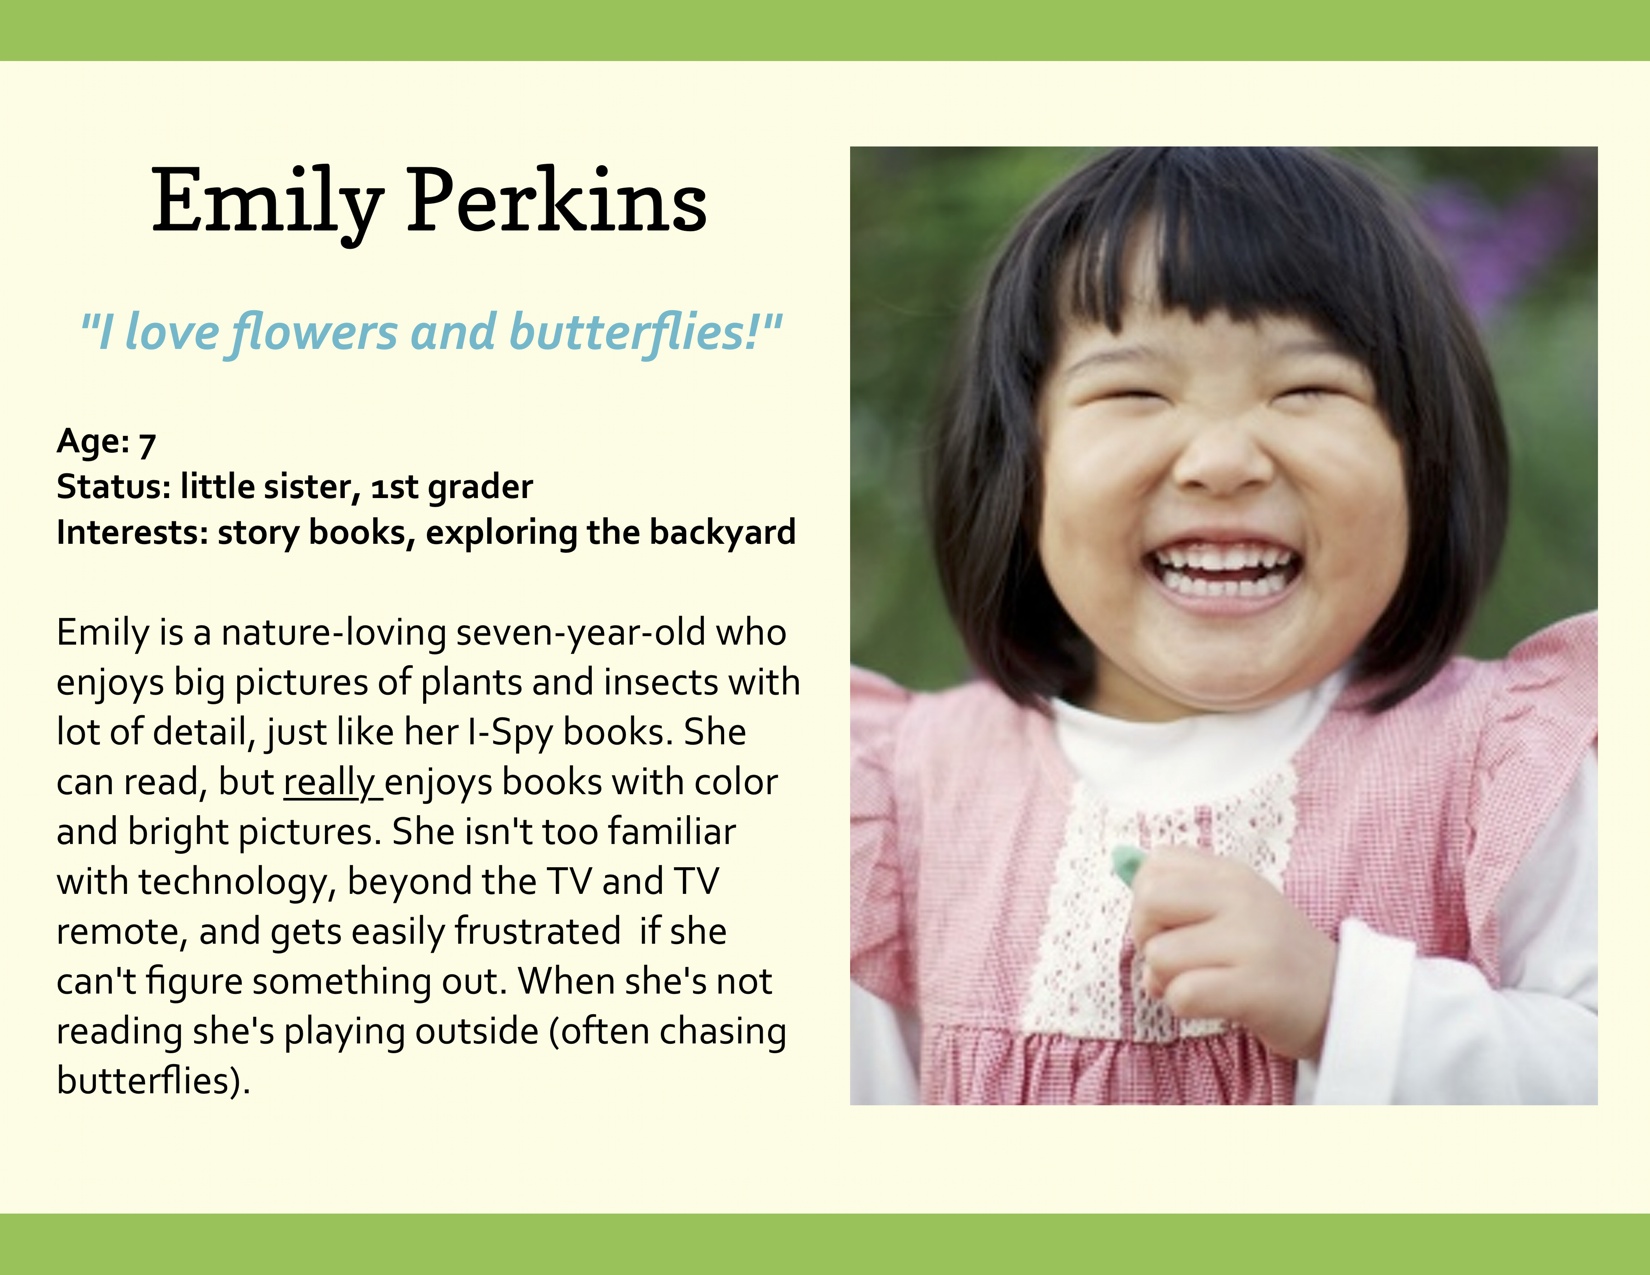 Emily Perkins
"I love flowers and butterflies!"
Age: 7
Status: little sister, 1st grader
Interests: story books, exploring the backyard
Emily is a nature-loving seven-year-old who
enjoys big pictures of plants and insects with
lot of detail, just like her I-Spy books. She
can read, but really enjoys books with color
and bright pictures. She isn't too familiar
with technology, beyond the TV and TV
remote, and gets easily frustrated  if she
can't figure something out. When she's not
reading she's playing outside (often chasing
butterflies).